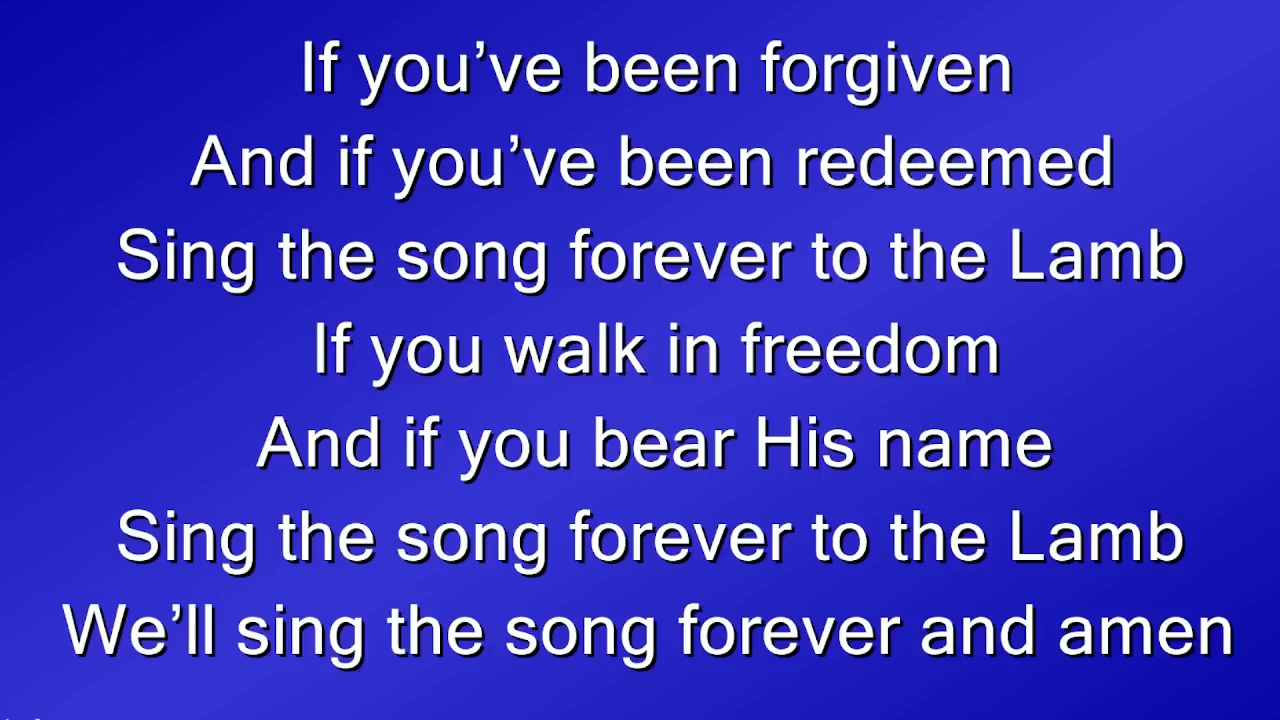 If you’ve been forgiven
And if you’ve been redeemed
Sing the song forever to the Lamb
If you walk in freedom
And if you bear His name
Sing the song forever to the Lamb
We’ll sing the song forever and amen